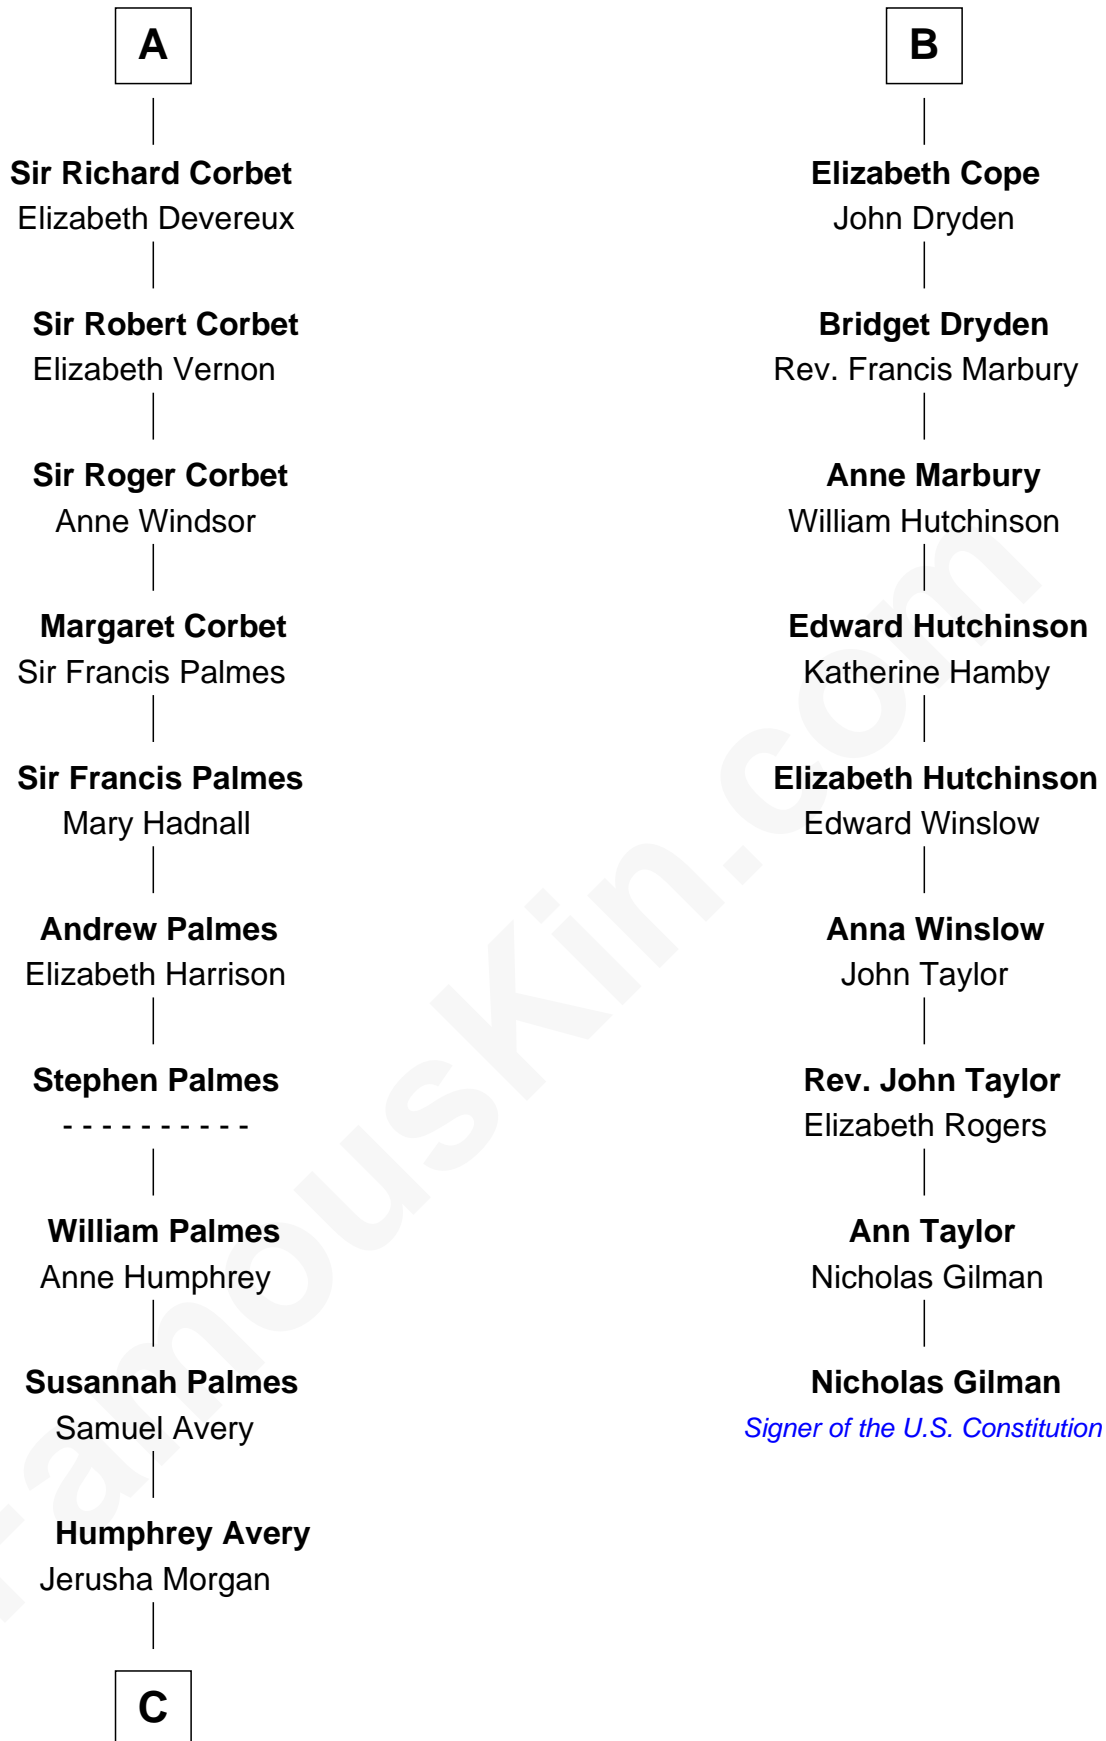 A
Sir Richard Corbet
Elizabeth Devereux
Sir Robert Corbet
Elizabeth Vernon
Sir Roger Corbet
Anne Windsor
Margaret Corbet
Sir Francis Palmes
Sir Francis Palmes
Mary Hadnall
Andrew Palmes
Elizabeth Harrison
Stephen Palmes
- - - - - - - - - -
William Palmes
Anne Humphrey
Susannah Palmes
Samuel Avery
Humphrey Avery
Jerusha Morgan
C
B
Elizabeth Cope
John Dryden
Bridget Dryden
Rev. Francis Marbury
Anne Marbury
William Hutchinson
Edward Hutchinson
Katherine Hamby
Elizabeth Hutchinson
Edward Winslow
Anna Winslow
John Taylor
Rev. John Taylor
Elizabeth Rogers
Ann Taylor
Nicholas Gilman
Nicholas Gilman
Signer of the U.S. Constitution
FamousKin.com